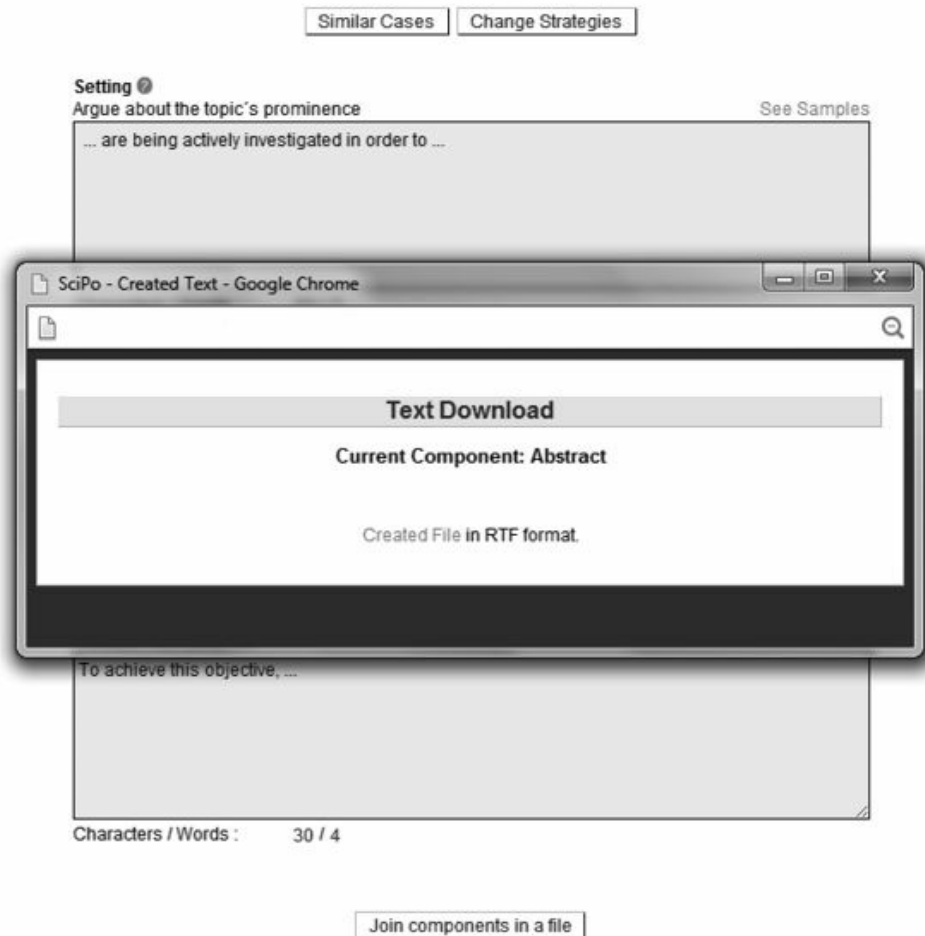 Similar Cases Change Strategies
Setting ?
Argue about the topic´s prominence See Samples
... are being actively investigated in order to ...
SciPo - Created Text - Google Chrome
Text Download
Current Component: Abstract
Created File in RTF format.
To achieve this objective, ...
Characters / Words : 30 / 4
Join components in a file